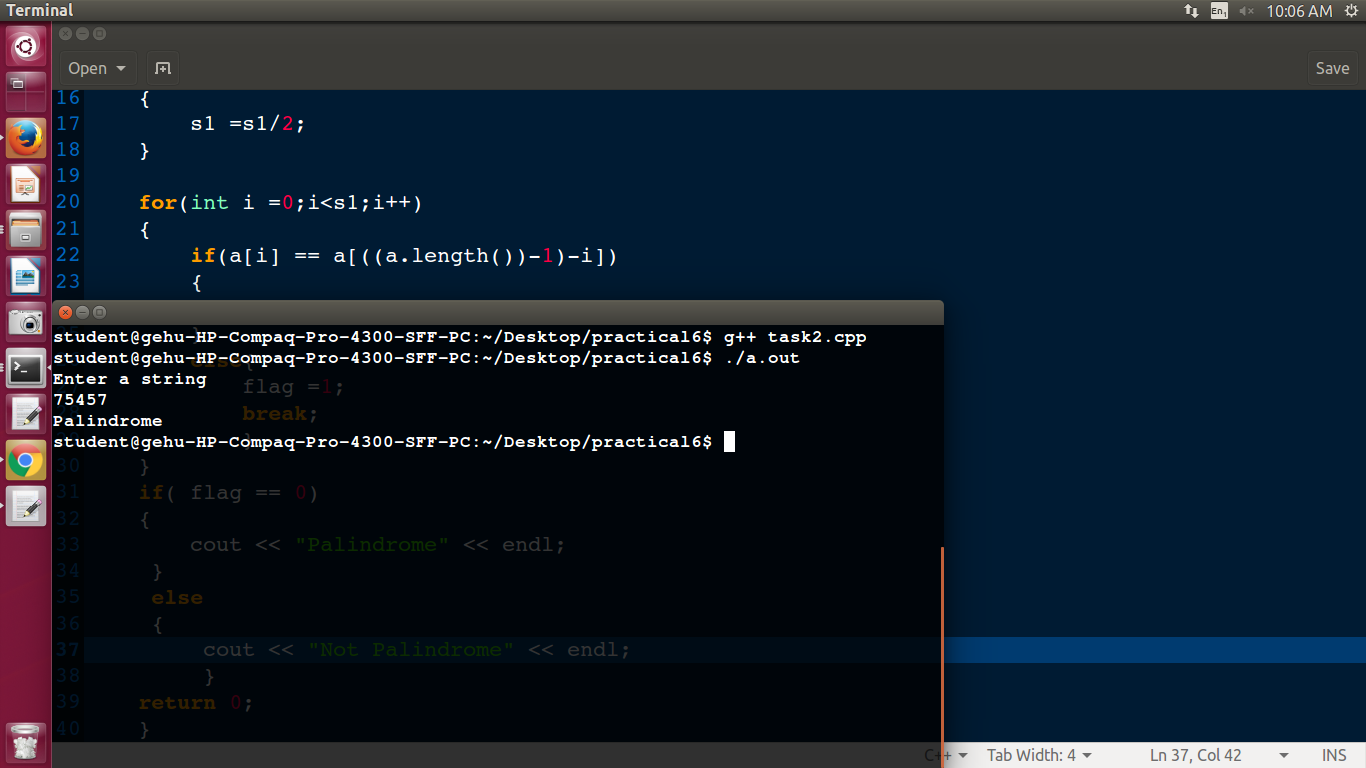 Terminal
En1
10:06 AM
Open
Save
16 {
17 s1 =s1/2;
18 }
19
20 for(int i =0;i<s1;i++)
21 {
22 if(a[i] == a[((a.length())-1)-i])
23 {
student@gehu-HP-Compaq-Pro-4300-SFF-PC:~/Desktop/practical6$ g++ task2.cpp
student@gehu-HP-Compaq-Pro-4300-SFF-PC:~/Desktop/practical6$ ./a.out
Enter a string
75457
Palindrome
student@gehu-HP-Compaq-Pro-4300-SFF-PC:~/Desktop/practical6$
else{
flag =1;
break;
}
30 }
31 if( flag == 0)
32 {
33 cout << "Palindrome" << endl;
34 }
35 else
36 {
37 cout << "Not Palindrome" << endl;
38 }
39 return 0;
40 }
C++
Tab Width: 4
Ln 37, Col 42
INS